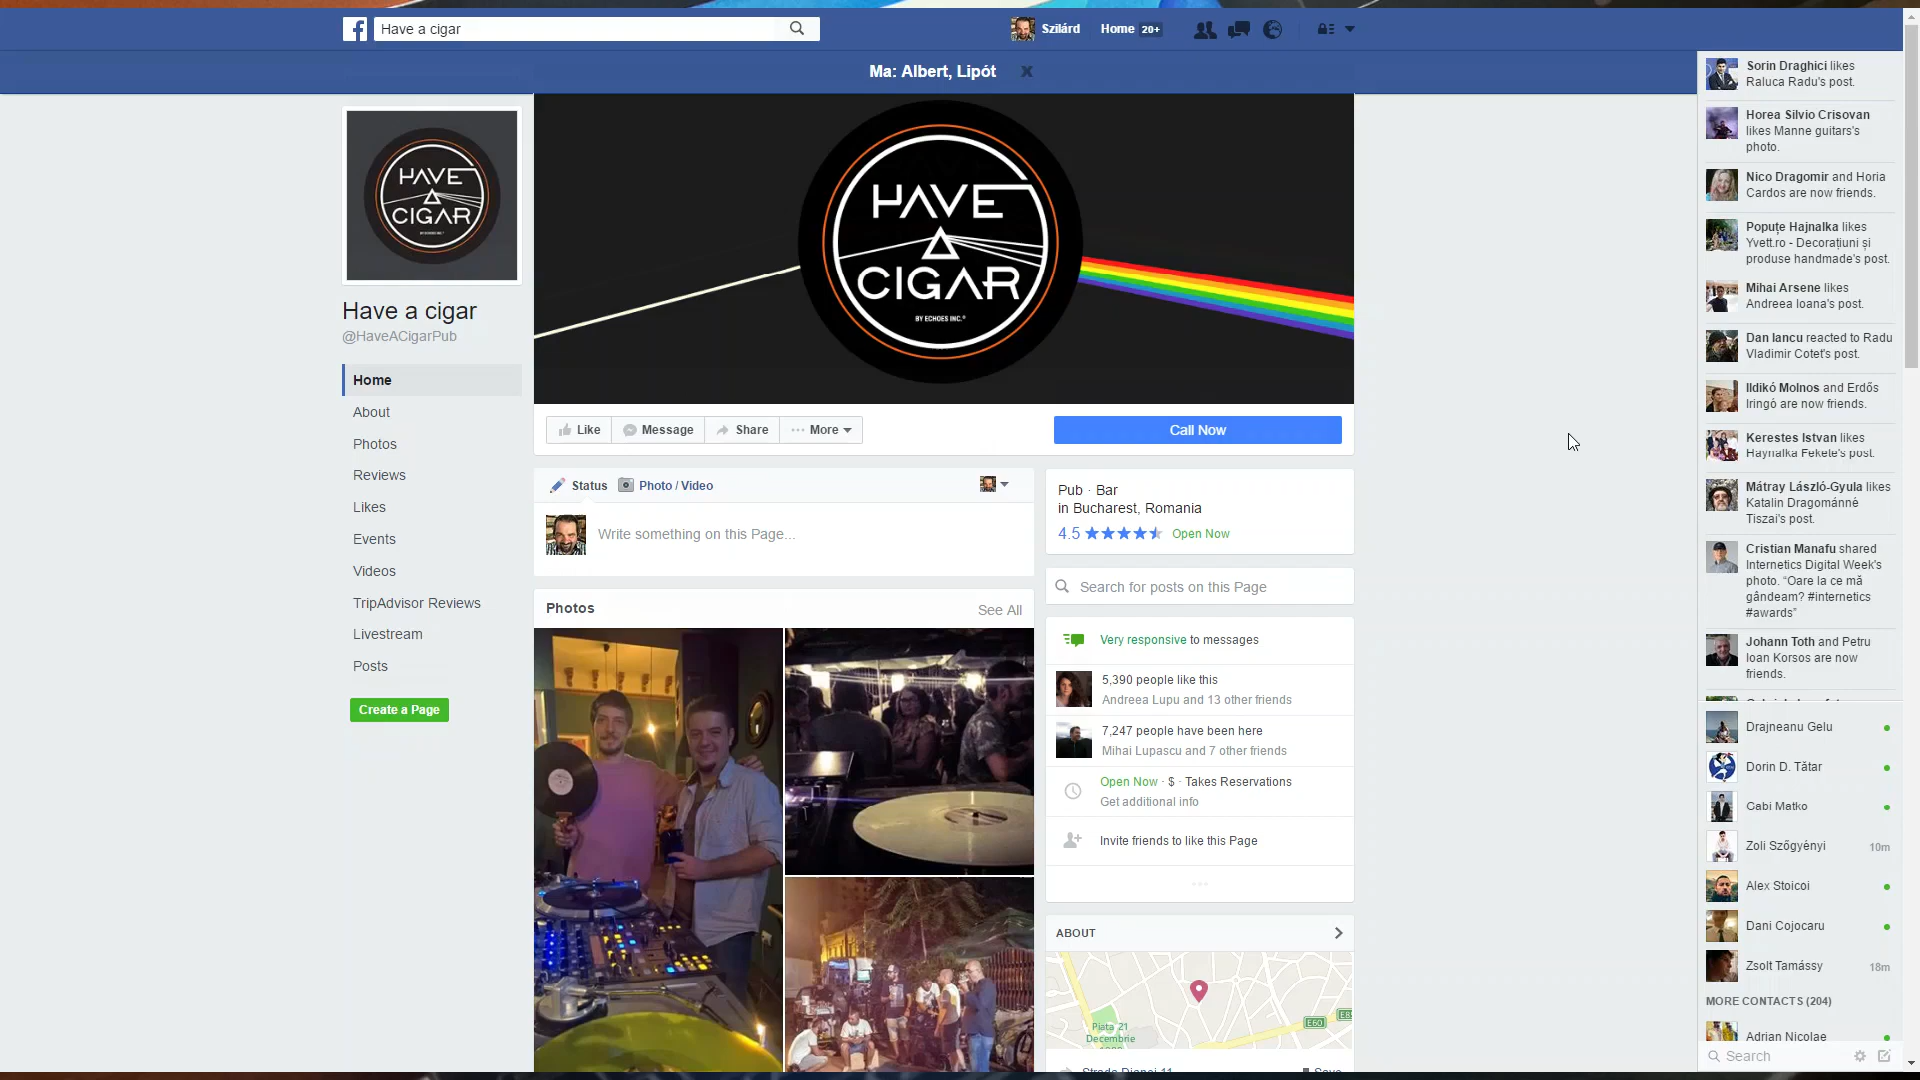 Have a cigar
Szilárd
Home 20+
Ma: Albert, Lipót
HAVE
CIGAR
HAVE
CIGAR
BY ECHOES INC.®
Have a cigar
@HaveACigarPub
Home
About
Photos
Reviews
Likes
Events
Videos
TripAdvisor Reviews
Livestream
Posts
Create a Page
Like
Message
Share
More
Call Now
Status
Photo / Video
Write something on this Page...
Photos
See All
Pub · Bar
in Bucharest, Romania
4.5
Open Now
Search for posts on this Page
Very responsive to messages
5,390 people like this
Andreea Lupu and 13 other friends
7,247 people have been here
Mihai Lupascu and 7 other friends
Open Now · $ · Takes Reservations
Get additional info
Invite friends to like this Page
ABOUT
Piata 21
Decembrie
E60
Strada Dianei 11
Save
Sorin Draghici likes
Raluca Radu's post.
Horea Silvio Crisovan
likes Manne guitars's
photo.
Nico Dragomir and Horia
Cardos are now friends.
Popuțe Hajnalka likes
Yvett.ro - Decorațiuni și
produse handmade's post.
Mihai Arsene likes
Andreea Ioana's post.
Dan Iancu reacted to Radu
Vladimir Cotet's post.
Ildikó Molnos and Erdős
Iringó are now friends.
Kerestes Istvan likes
Haynalka Fekete's post.
Mátray László-Gyula likes
Katalin Dragománné
Tiszai's post.
Cristian Manafu shared
Internetics Digital Week's
photo. “Oare la ce mă
gândeam? #internetics
#awards”
Johann Toth and Petru
Ioan Korsos are now
friends.
Drajneanu Gelu
Dorin D. Tătar
Gabi Matko
Zoli Szőgyényi 10m
Alex Stoicoi
Dani Cojocaru
Zsolt Tamássy 18m
MORE CONTACTS (204)
Adrian Nicolae
Search